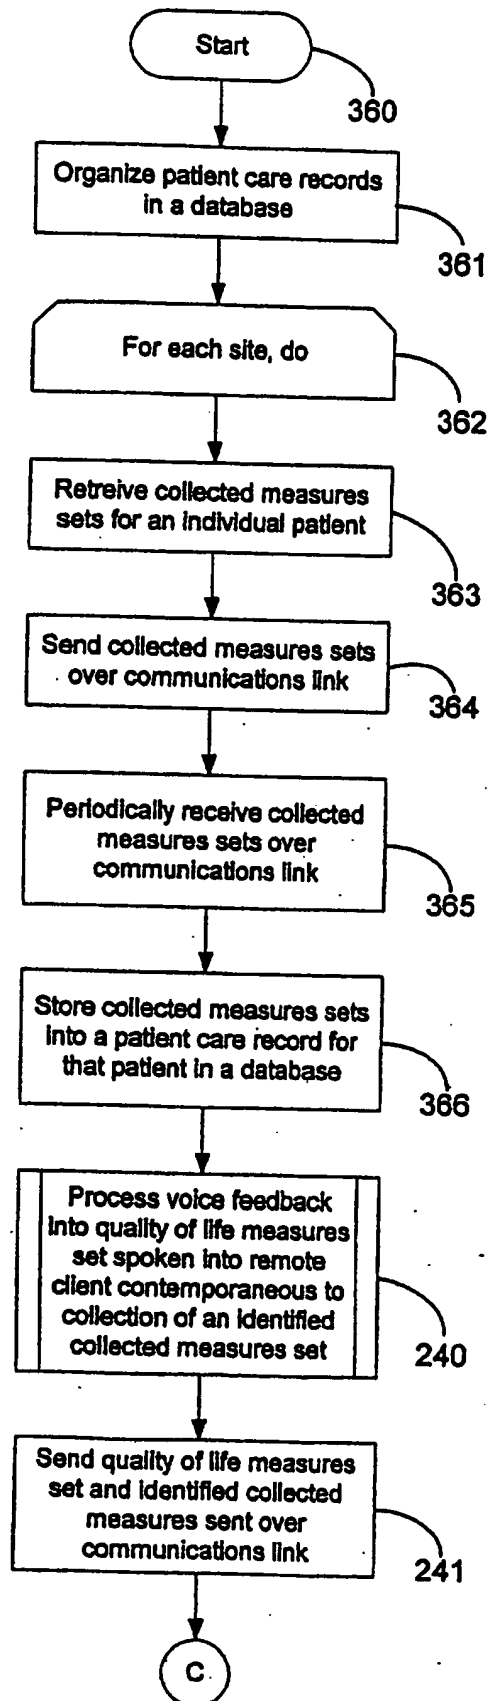 Start
360
Organize patient care records
in a database
361
For each site, do
362
Retreive collected measures
sets for an individual patient
363
Send collected measures sets
over communications link
364
Periodically receive collected
measures sets over
communications link
365
Store collected measures sets
into a patient care record for
that patient in a database
366
Process voice feedback
into quality of life measures
set spoken into remote
client contemporaneous to
collection of an identified
collected measures set
240
Send quality of life measures
set and identified collected
measures sent over
communications link
241
C